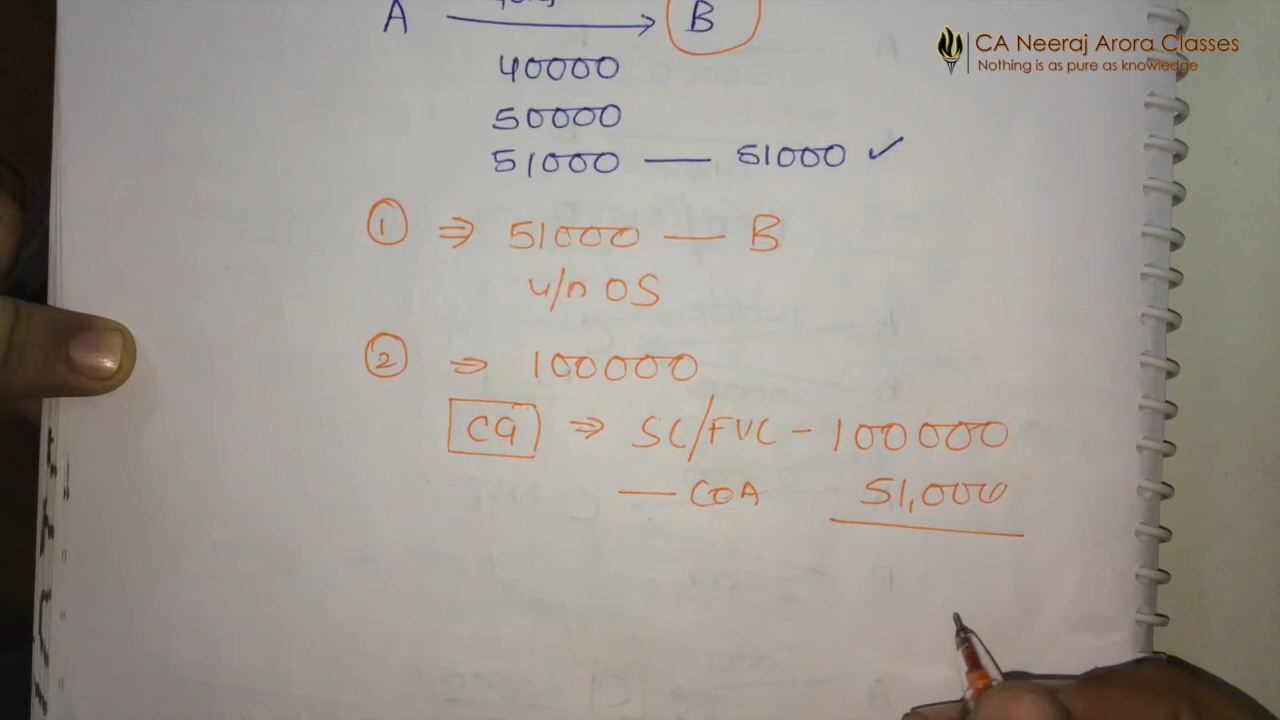 CA Neeraj Arora Classes
Nothing is as pure as knowledge
A → B
40000
50000
51000 — 51000 ✓
① ⇒ 51000 — B
u/n OS
② ⇒ 100000
CG ⇒ SC/FVC - 100000
— COA 51,000